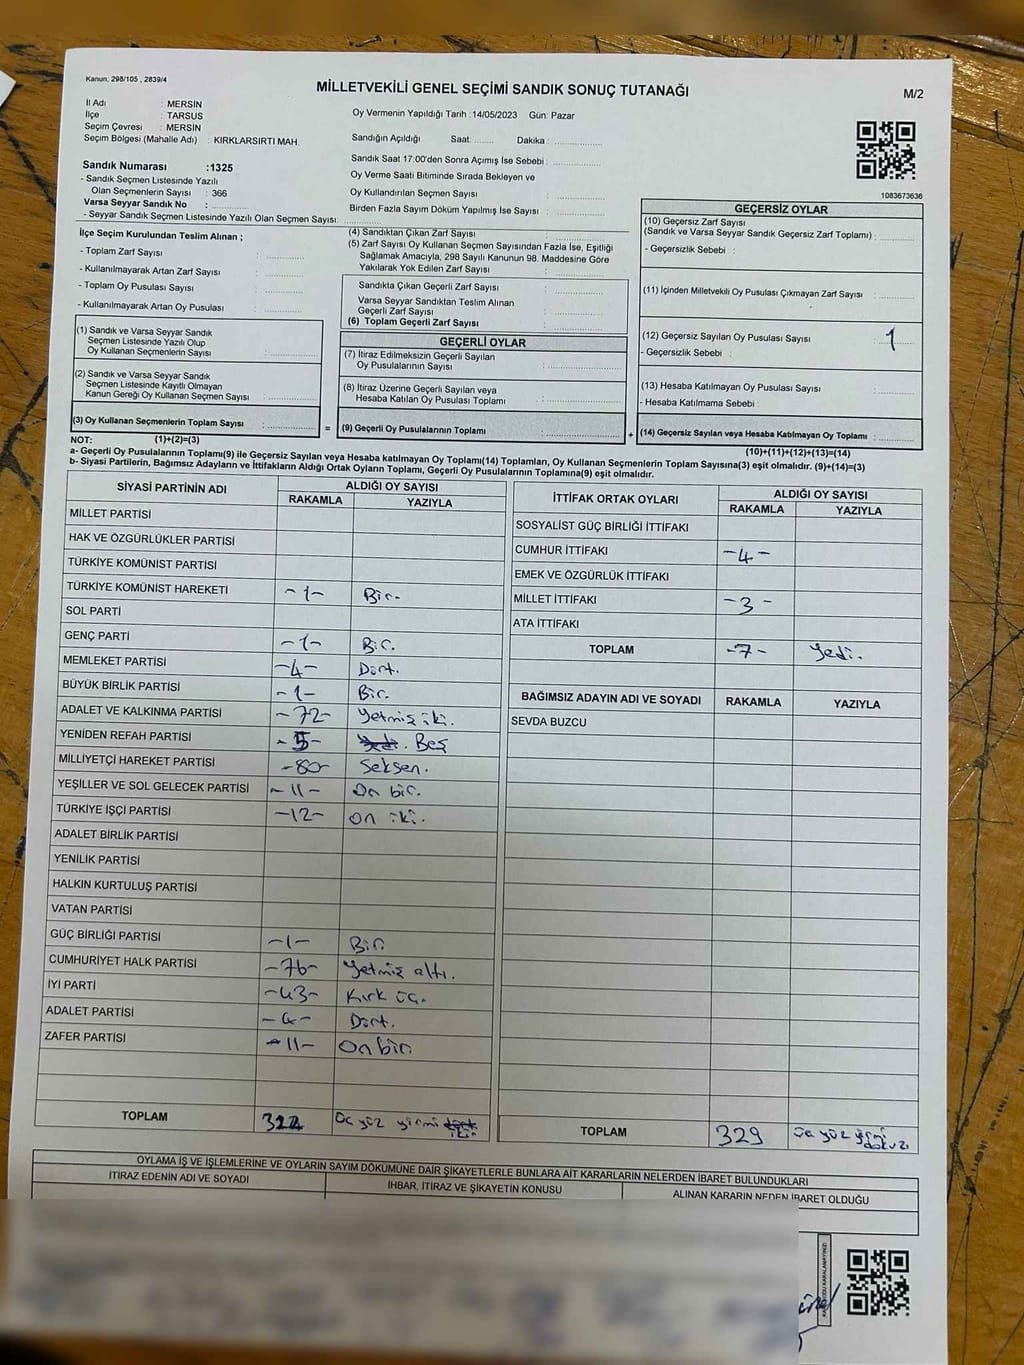 Kanun; 298/105 , 2839/4
MİLLETVEKİLİ GENEL SEÇİMİ SANDIK SONUÇ TUTANAĞI
M/2
İl Adı : MERSİN
İlçe : TARSUS
Seçim Çevresi : MERSİN
Seçim Bölgesi (Mahalle Adı) : KIRKLARSIRTI MAH.
Oy Vermenin Yapıldığı Tarih :14/05/2023 Gün: Pazar
Sandığın Açıldığı Saat:........ Dakika : ...............
Sandık Saat 17:00'den Sonra Açımış İse Sebebi : ...............
Oy Verme Saati Bitiminde Sırada Bekleyen ve
Oy Kullandırılan Seçmen Sayısı : ...............
Birden Fazla Sayım Döküm Yapılmış İse Sayısı : ...............
Sandık Numarası :1325
- Sandık Seçmen Listesinde Yazılı
Olan Seçmenlerin Sayısı : 366
Varsa Seyyar Sandık No : ...............
- Seyyar Sandık Seçmen Listesinde Yazılı Olan Seçmen Sayısı: ...............
1083673636
İlçe Seçim Kurulundan Teslim Alınan ;
- Toplam Zarf Sayısı : ...............
- Kullanılmayarak Artan Zarf Sayısı : ...............
- Toplam Oy Pusulası Sayısı : ...............
- Kullanılmayarak Artan Oy Pusulası : ...............
(1) Sandık ve Varsa Seyyar Sandık
Seçmen Listesinde Yazılı Olup
Oy Kullanan Seçmenlerin Sayısı : ...............
(2) Sandık ve Varsa Seyyar Sandık
Seçmen Listesinde Kayıtlı Olmayan
Kanun Gereği Oy Kullanan Seçmen Sayısı : ...............
(3) Oy Kullanan Seçmenlerin Toplam Sayısı : ...............
=
(4) Sandıktan Çıkan Zarf Sayısı : ...............
(5) Zarf Sayısı Oy Kullanan Seçmen Sayısından Fazla İse, Eşitliği
Sağlamak Amacıyla, 298 Sayılı Kanunun 98. Maddesine Göre
Yakılarak Yok Edilen Zarf Sayısı : ...............
Sandıkta Çıkan Geçerli Zarf Sayısı : ...............
Varsa Seyyar Sandıktan Teslim Alınan
Geçerli Zarf Sayısı : ...............
(6) Toplam Geçerli Zarf Sayısı : ...............
GEÇERLİ OYLAR
(7) İtiraz Edilmeksizin Geçerli Sayılan
Oy Pusulalarının Sayısı : ...............
(8) İtiraz Üzerine Geçerli Sayılan veya
Hesaba Katılan Oy Pusulası Toplamı : ...............
(9) Geçerli Oy Pusulalarının Toplamı : ...............
+
GEÇERSİZ OYLAR
(10) Geçersiz Zarf Sayısı
(Sandık ve Varsa Seyyar Sandık Geçersiz Zarf Toplamı) : ...............
- Geçersizlik Sebebi :
(11) İçinden Milletvekili Oy Pusulası Çıkmayan Zarf Sayısı : ...............
(12) Geçersiz Sayılan Oy Pusulası Sayısı : 1
- Geçersizlik Sebebi :
(13) Hesaba Katılmayan Oy Pusulası Sayısı : ...............
- Hesaba Katılmama Sebebi :
(14) Geçersiz Sayılan veya Hesaba Katılmayan Oy Toplamı : ...............
NOT: (1)+(2)=(3)
(10)+(11)+(12)+(13)=(14)
a- Geçerli Oy Pusulalarının Toplamı(9) ile Geçersiz Sayılan veya Hesaba katılmayan Oy Toplamı(14) Toplamları, Oy Kullanan Seçmenlerin Toplam Sayısına(3) eşit olmalıdır. (9)+(14)=(3)
b- Siyasi Partilerin, Bağımsız Adayların ve İttifakların Aldığı Ortak Oyların Toplamı, Geçerli Oy Pusulalarının Toplamına(9) eşit olmalıdır.
SİYASİ PARTİNİN ADI ALDIĞI OY SAYISI
RAKAMLA YAZIYLA
MİLLET PARTİSİ
HAK VE ÖZGÜRLÜKLER PARTİSİ
TÜRKİYE KOMÜNİST PARTİSİ
TÜRKİYE KOMÜNİST HAREKETİ -1- Bir.
SOL PARTİ
GENÇ PARTİ -1- Bir.
MEMLEKET PARTİSİ -4- Dört.
BÜYÜK BİRLİK PARTİSİ -1- Bir.
ADALET VE KALKINMA PARTİSİ -72- Yetmiş iki.
YENİDEN REFAH PARTİSİ -5- Beş
MİLLİYETÇİ HAREKET PARTİSİ -80- Seksen.
YEŞİLLER VE SOL GELECEK PARTİSİ -11- On bir.
TÜRKİYE İŞÇİ PARTİSİ -12- On iki.
ADALET BİRLİK PARTİSİ
YENİLİK PARTİSİ
HALKIN KURTULUŞ PARTİSİ
VATAN PARTİSİ
GÜÇ BİRLİĞİ PARTİSİ -1- Bir.
CUMHURİYET HALK PARTİSİ -76- Yetmiş altı.
İYİ PARTİ -43- Kırk üç.
ADALET PARTİSİ -4- Dört.
ZAFER PARTİSİ -11- On bir.
TOPLAM 322 Üç yüz yirmi iki.
İTTİFAK ORTAK OYLARI ALDIĞI OY SAYISI
RAKAMLA YAZIYLA
SOSYALİST GÜÇ BİRLİĞİ İTTİFAKI
CUMHUR İTTİFAKI -4-
EMEK VE ÖZGÜRLÜK İTTİFAKI
MİLLET İTTİFAKI -3-
ATA İTTİFAKI
TOPLAM -7- Yedi.
BAĞIMSIZ ADAYIN ADI VE SOYADI RAKAMLA YAZIYLA
SEVDA BUZCU
TOPLAM 329 Üç yüz yirmi dokuz
OYLAMA İŞ VE İŞLEMLERİNE VE OYLARIN SAYIM DÖKÜMÜNE DAİR ŞİKAYETLERLE BUNLARA AİT KARARLARIN NELERDEN İBARET BULUNDUKLARI
İTİRAZ EDENİN ADI VE SOYADI İHBAR, İTİRAZ VE ŞİKAYETİN KONUSU ALINAN KARARIN NEDEN İBARET OLDUĞU